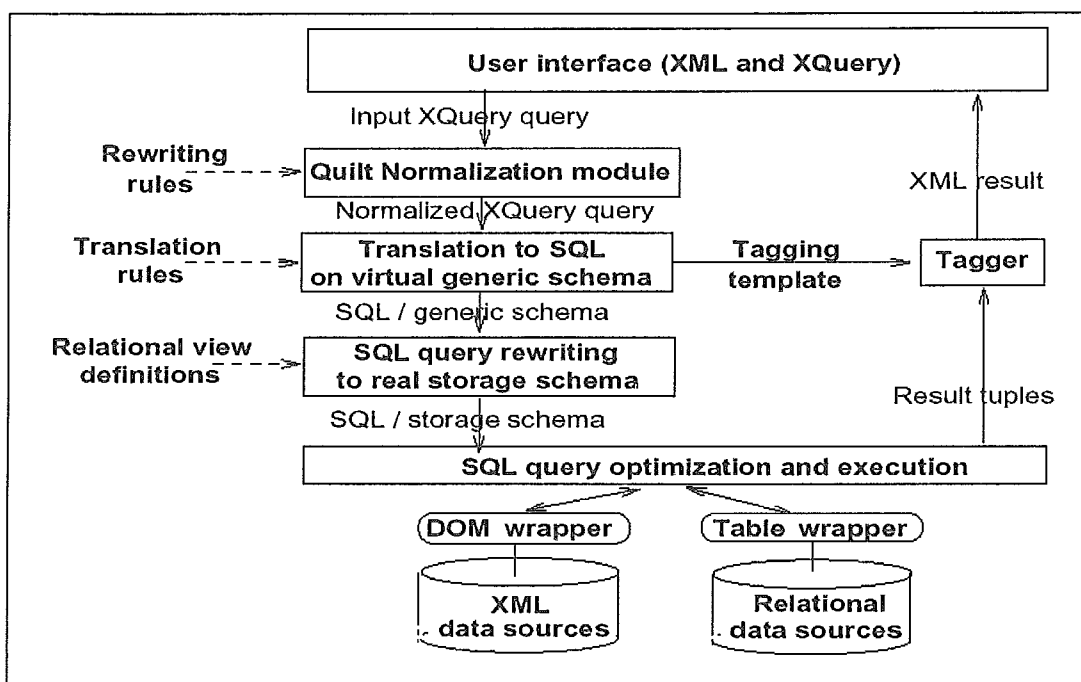 User interface (XML and XQuery)
Input XQuery query
Rewriting
rules
Quilt Normalization module
XML result
Normalized XQuery query
Translation
rules
Translation to SQL
on virtual generic schema
Tagging
template
Tagger
SQL / generic schema
Relational view
definitions
SQL query rewriting
to real storage schema
Result tuples
SQL / storage schema
SQL query optimization and execution
DOM wrapper
Table wrapper
XML
data sources
Relational
data sources